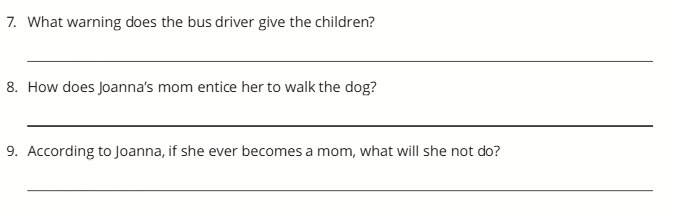 7. What warning does the bus driver give the children?
8. How does Joanna’s mom entice her to walk the dog?
9. According to Joanna, if she ever becomes a mom, what will she not do?